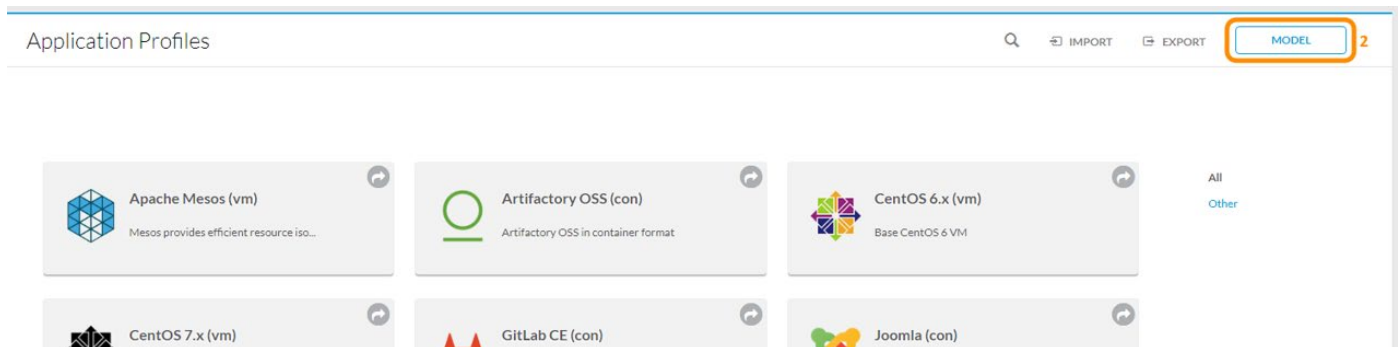 Application Profiles
IMPORT
EXPORT
MODEL
2
Apache Mesos (vm)
Mesos provides efficient resource iso...
Artifactory OSS (con)
Artifactory OSS in container format
CentOS 6.x (vm)
Base CentOS 6 VM
All
Other
CentOS 7.x (vm)
GitLab CE (con)
Joomla (con)